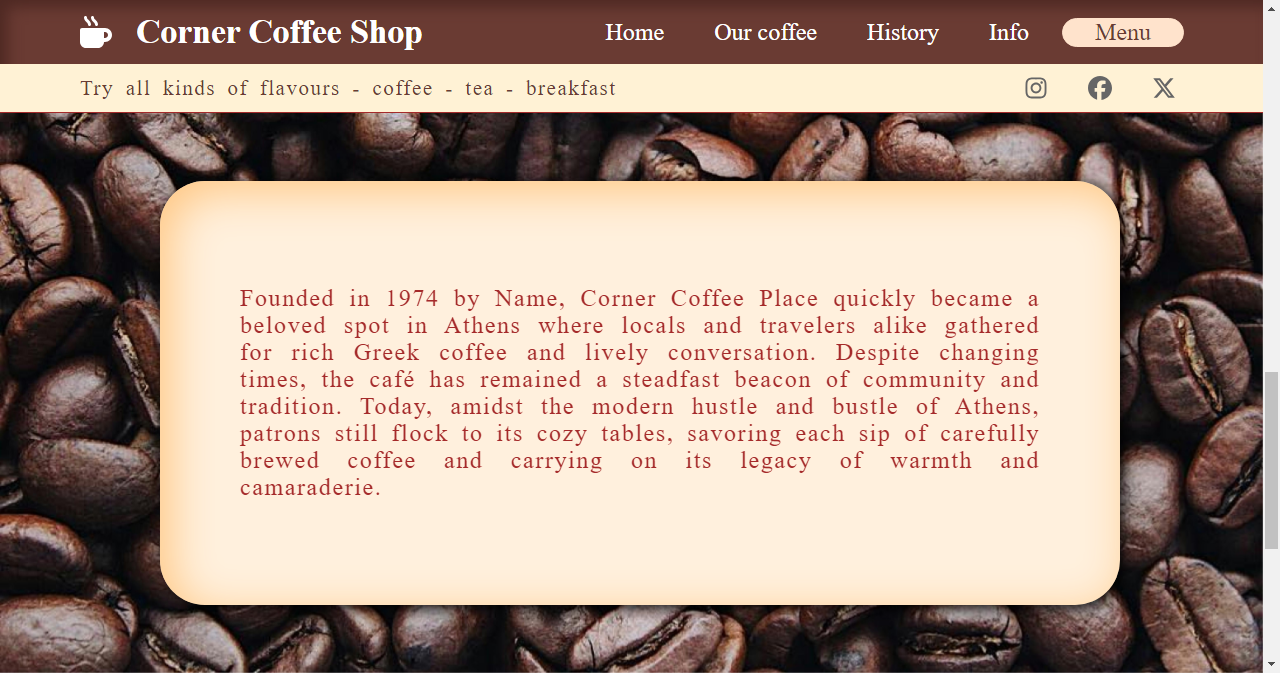 Corner Coffee Shop
Home
Our coffee
History
Info
Menu
Try all kinds of flavours - coffee - tea - breakfast
Founded in 1974 by Name, Corner Coffee Place quickly became a
beloved spot in Athens where locals and travelers alike gathered
for rich Greek coffee and lively conversation. Despite changing
times, the café has remained a steadfast beacon of community and
tradition. Today, amidst the modern hustle and bustle of Athens,
patrons still flock to its cozy tables, savoring each sip of carefully
brewed coffee and carrying on its legacy of warmth and
camaraderie.